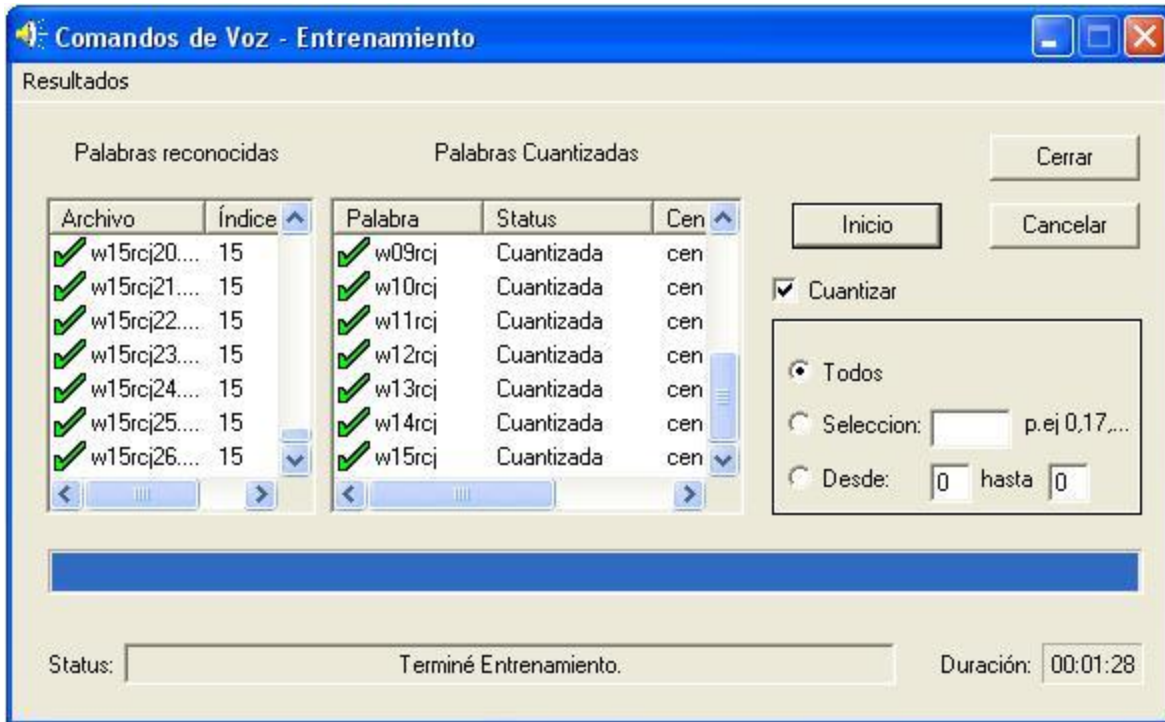 Comandos de Voz - Entrenamiento
Resultados
Palabras reconocidas
Archivo Índice
w15rcj20.... 15
w15rcj21.... 15
w15rcj22.... 15
w15rcj23.... 15
w15rcj24.... 15
w15rcj25.... 15
w15rcj26.... 15
Palabras Cuantizadas
Palabra Status Cen
w09rcj Cuantizada cen
w10rcj Cuantizada cen
w11rcj Cuantizada cen
w12rcj Cuantizada cen
w13rcj Cuantizada cen
w14rcj Cuantizada cen
w15rcj Cuantizada cen
Cerrar
Inicio Cancelar
Cuantizar
Todos
Seleccion: p.ej 0,17,...
Desde: 0 hasta 0
Status: Terminé Entrenamiento. Duración: 00:01:28